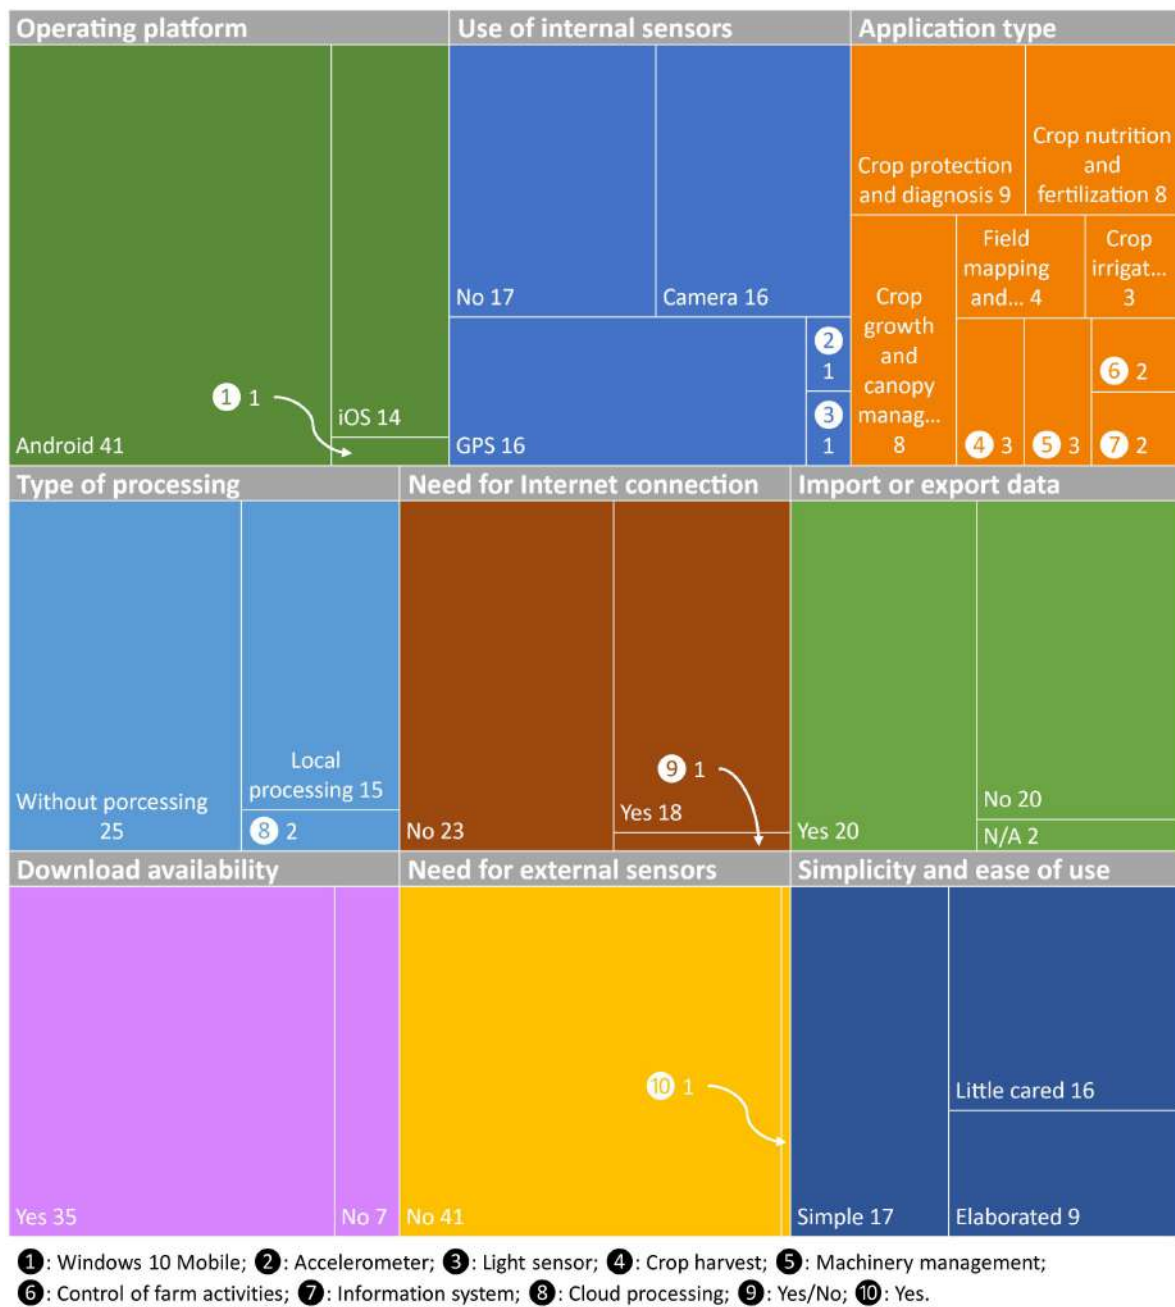 Operating platform
Use of internal sensors
Application type
Crop protection
and diagnosis 9
Crop nutrition
and
fertilization 8
Field
mapping
and... 4
Crop
irrigat...
3
No 17
Camera 16
Crop
growth
and
canopy
manag...
8
2
1
6 2
1 1
iOS 14
3
1
Android 41
GPS 16
4 3
5 3
7 2
Type of processing
Need for Internet connection
Import or export data
Local
processing 15
9 1
Without porcessing
25
8 2
No 23
Yes 18
Yes 20
No 20
N/A 2
Download availability
Need for external sensors
Simplicity and ease of use
10 1
Little cared 16
Yes 35
No 7
No 41
Simple 17
Elaborated 9
1: Windows 10 Mobile; 2: Accelerometer; 3: Light sensor; 4: Crop harvest; 5: Machinery management;
6: Control of farm activities; 7: Information system; 8: Cloud processing; 9: Yes/No; 10: Yes.